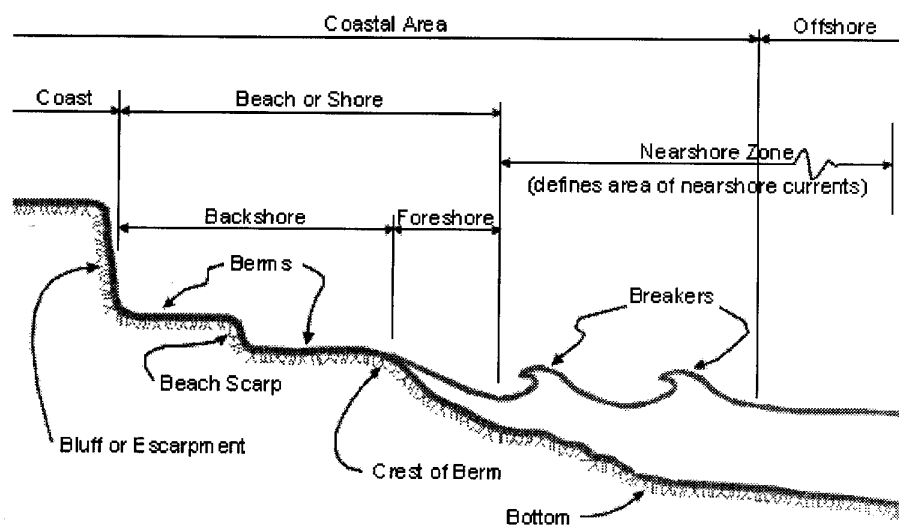 Coastal Area
Offshore
Coast
Beach or Shore
Nearshore Zone
(defines area of nearshore currents)
Backshore
Foreshore
Berms
Breakers
Beach Scarp
Bluff or Escarpment
Crest of Berm
Bottom